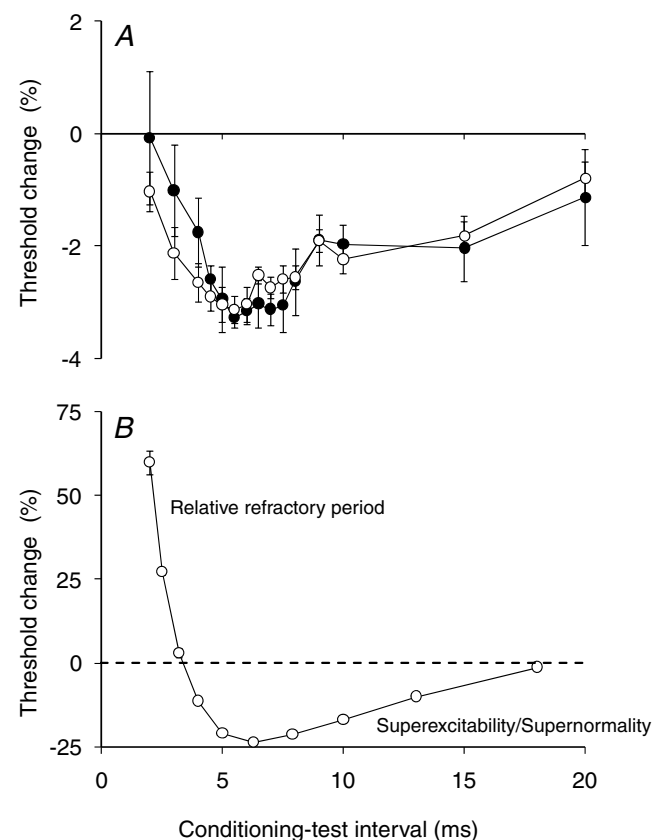 A
2
0
-2
-4
Threshold change (%)
B
75
50
25
0
-25
Threshold change (%)
Relative refractory period
Superexcitability/Supernormality
0 5 10 15 20
Conditioning-test interval (ms)